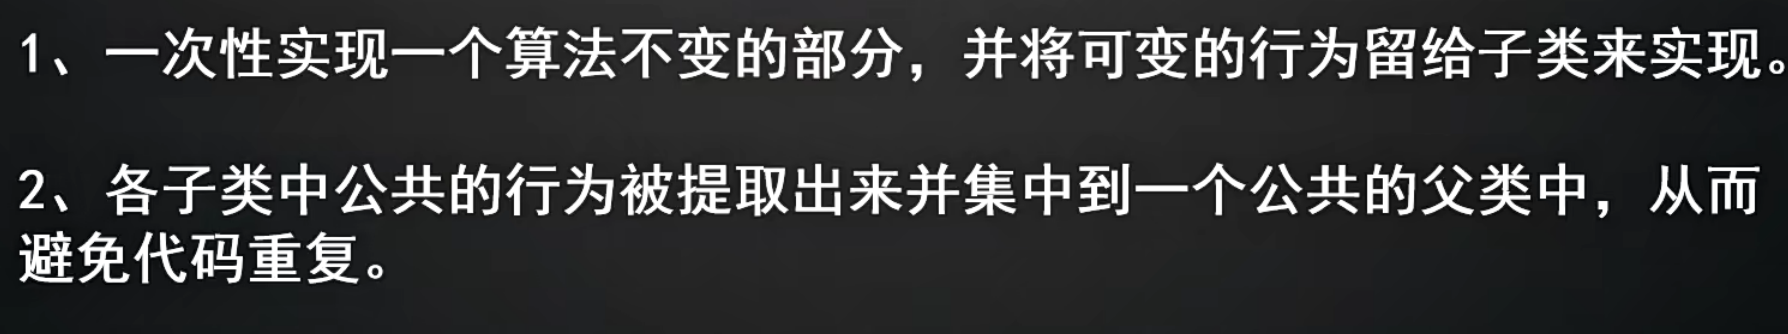 1、一次性实现一个算法不变的部分，并将可变的行为留给子类来实现。
2、各子类中公共的行为被提取出来并集中到一个公共的父类中，从而
避免代码重复。